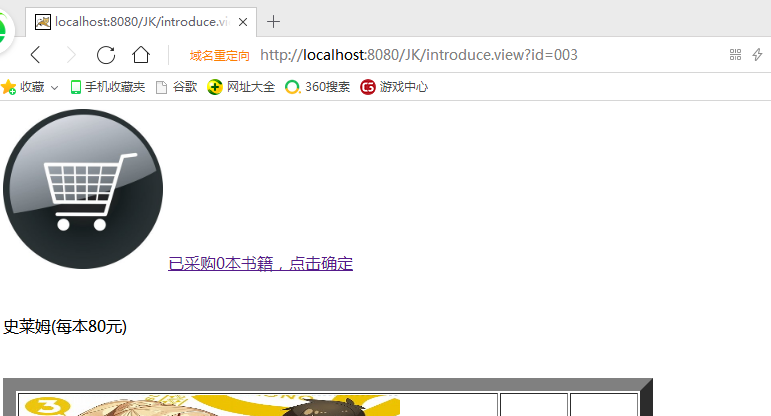 localhost:8080/JK/introduce.vi
域名重定向 http://localhost:8080/JK/introduce.view?id=003
收藏 手机收藏夹 谷歌 网址大全 360搜索 游戏中心
已采购0本书籍，点击确定
史莱姆(每本80元)
3